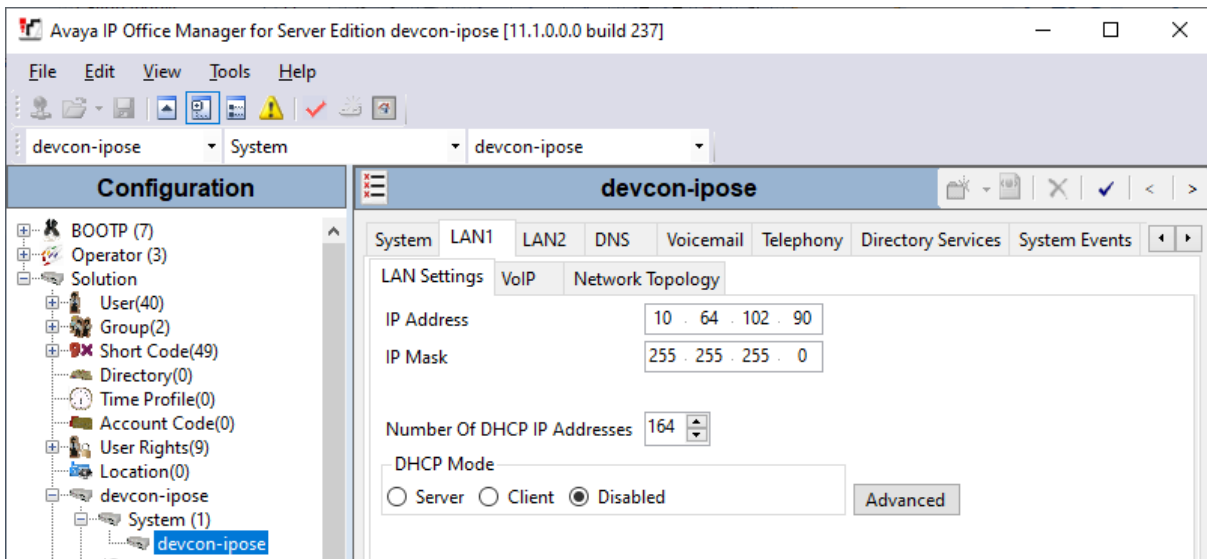 Avaya IP Office Manager for Server Edition devcon-ipose [11.1.0.0.0 build 237]
File Edit View Tools Help
devcon-ipose System devcon-ipose
Configuration
BOOTP (7)
Operator (3)
Solution
User(40)
Group(2)
Short Code(49)
Directory(0)
Time Profile(0)
Account Code(0)
User Rights(9)
Location(0)
devcon-ipose
System (1)
devcon-ipose
devcon-ipose
System LAN1 LAN2 DNS Voicemail Telephony Directory Services System Events
LAN Settings VoIP Network Topology
IP Address 10 . 64 . 102 . 90
IP Mask 255 . 255 . 255 . 0
Number Of DHCP IP Addresses 164
DHCP Mode
Server Client Disabled Advanced